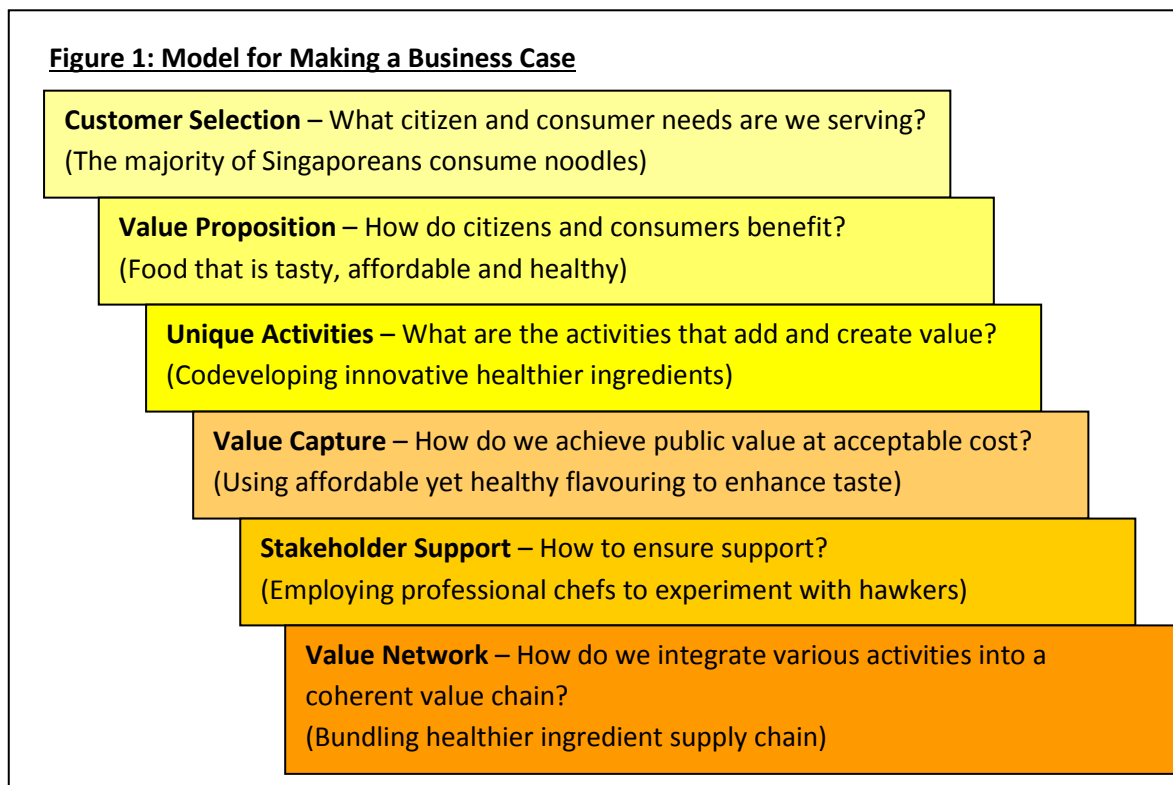 Figure 1: Model for Making a Business Case
Customer Selection – What citizen and consumer needs are we serving?
(The majority of Singaporeans consume noodles)
Value Proposition – How do citizens and consumers benefit?
(Food that is tasty, affordable and healthy)
Unique Activities – What are the activities that add and create value?
(Codeveloping innovative healthier ingredients)
Value Capture – How do we achieve public value at acceptable cost?
(Using affordable yet healthy flavouring to enhance taste)
Stakeholder Support – How to ensure support?
(Employing professional chefs to experiment with hawkers)
Value Network – How do we integrate various activities into a
coherent value chain?
(Bundling healthier ingredient supply chain)